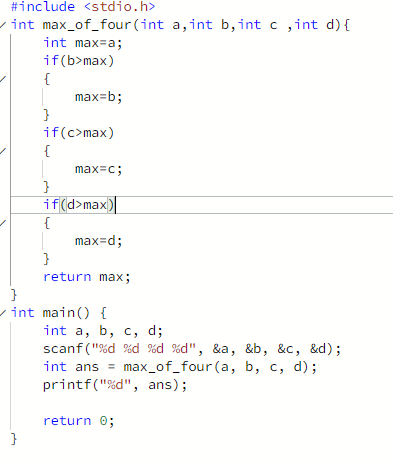 #include <stdio.h>
int max_of_four(int a,int b,int c ,int d){
    int max=a;
    if(b>max)
    {
        max=b;
    }
    if(c>max)
    {
        max=c;
    }
    if(d>max)
    {
        max=d;
    }
    return max;
}
int main() {
    int a, b, c, d;
    scanf("%d %d %d %d", &a, &b, &c, &d);
    int ans = max_of_four(a, b, c, d);
    printf("%d", ans);

    return 0;
}